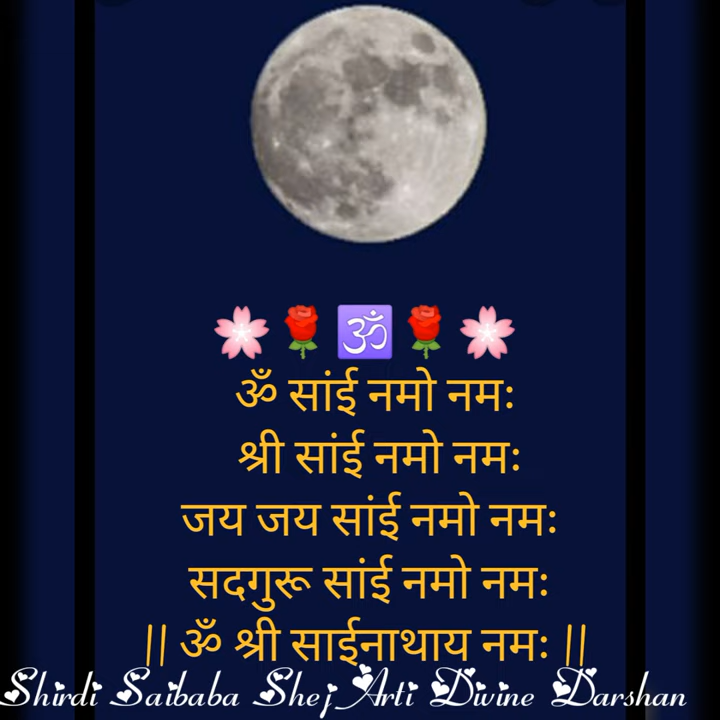 🌸🌹🕉🌹🌸
ॐ सांई नमो नमः
श्री सांई नमो नमः
जय जय सांई नमो नमः
सदगुरू सांई नमो नमः
|| ॐ श्री साईनाथाय नमः ||
Shirdi Saibaba Shej Arti Divine Darshan